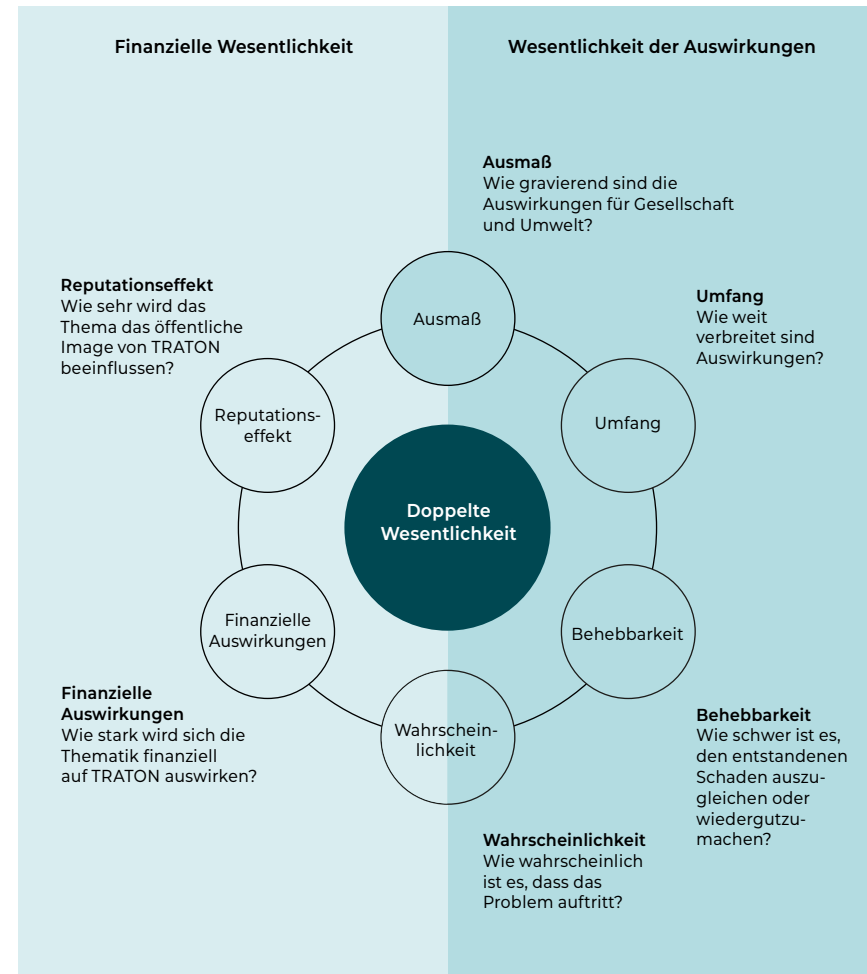 Finanzielle Wesentlichkeit
Wesentlichkeit der Auswirkungen
Ausmaß
Wie gravierend sind die
Auswirkungen für Gesellschaft
und Umwelt?
Reputationseffekt
Wie sehr wird das
Thema das öffentliche
Image von TRATON
beeinflussen?
Umfang
Wie weit
verbreitet sind
Auswirkungen?
Ausmaß
Reputations-
effekt
Umfang
Doppelte
Wesentlichkeit
Finanzielle
Auswirkungen
Behebbarkeit
Wahrschein-
lichkeit
Finanzielle
Auswirkungen
Wie stark wird sich die
Thematik finanziell
auf TRATON auswirken?
Behebbarkeit
Wie schwer ist es,
den entstandenen
Schaden auszu-
gleichen oder
wiedergutzu-
machen?
Wahrscheinlichkeit
Wie wahrscheinlich
ist es, dass das
Problem auftritt?